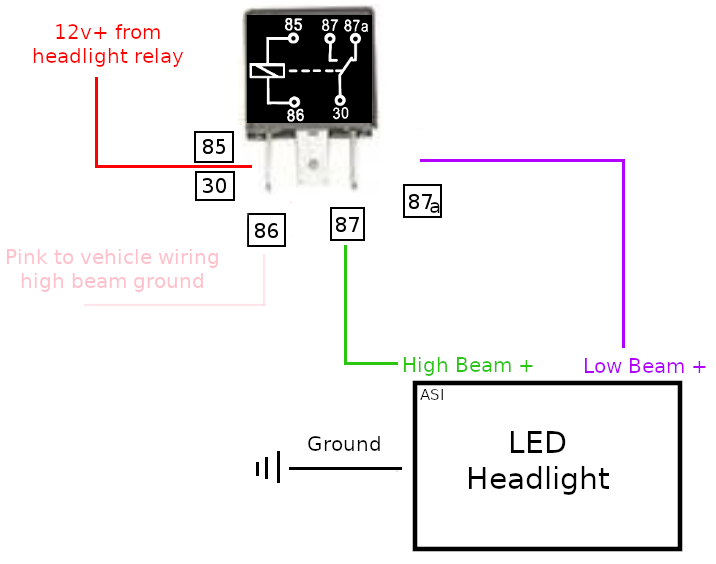 12v+ from
headlight relay
85
87 87a
86
30
85
30
86
87
87a
Pink to vehicle wiring
high beam ground
High Beam +
Low Beam +
ASI
LED
Headlight
Ground